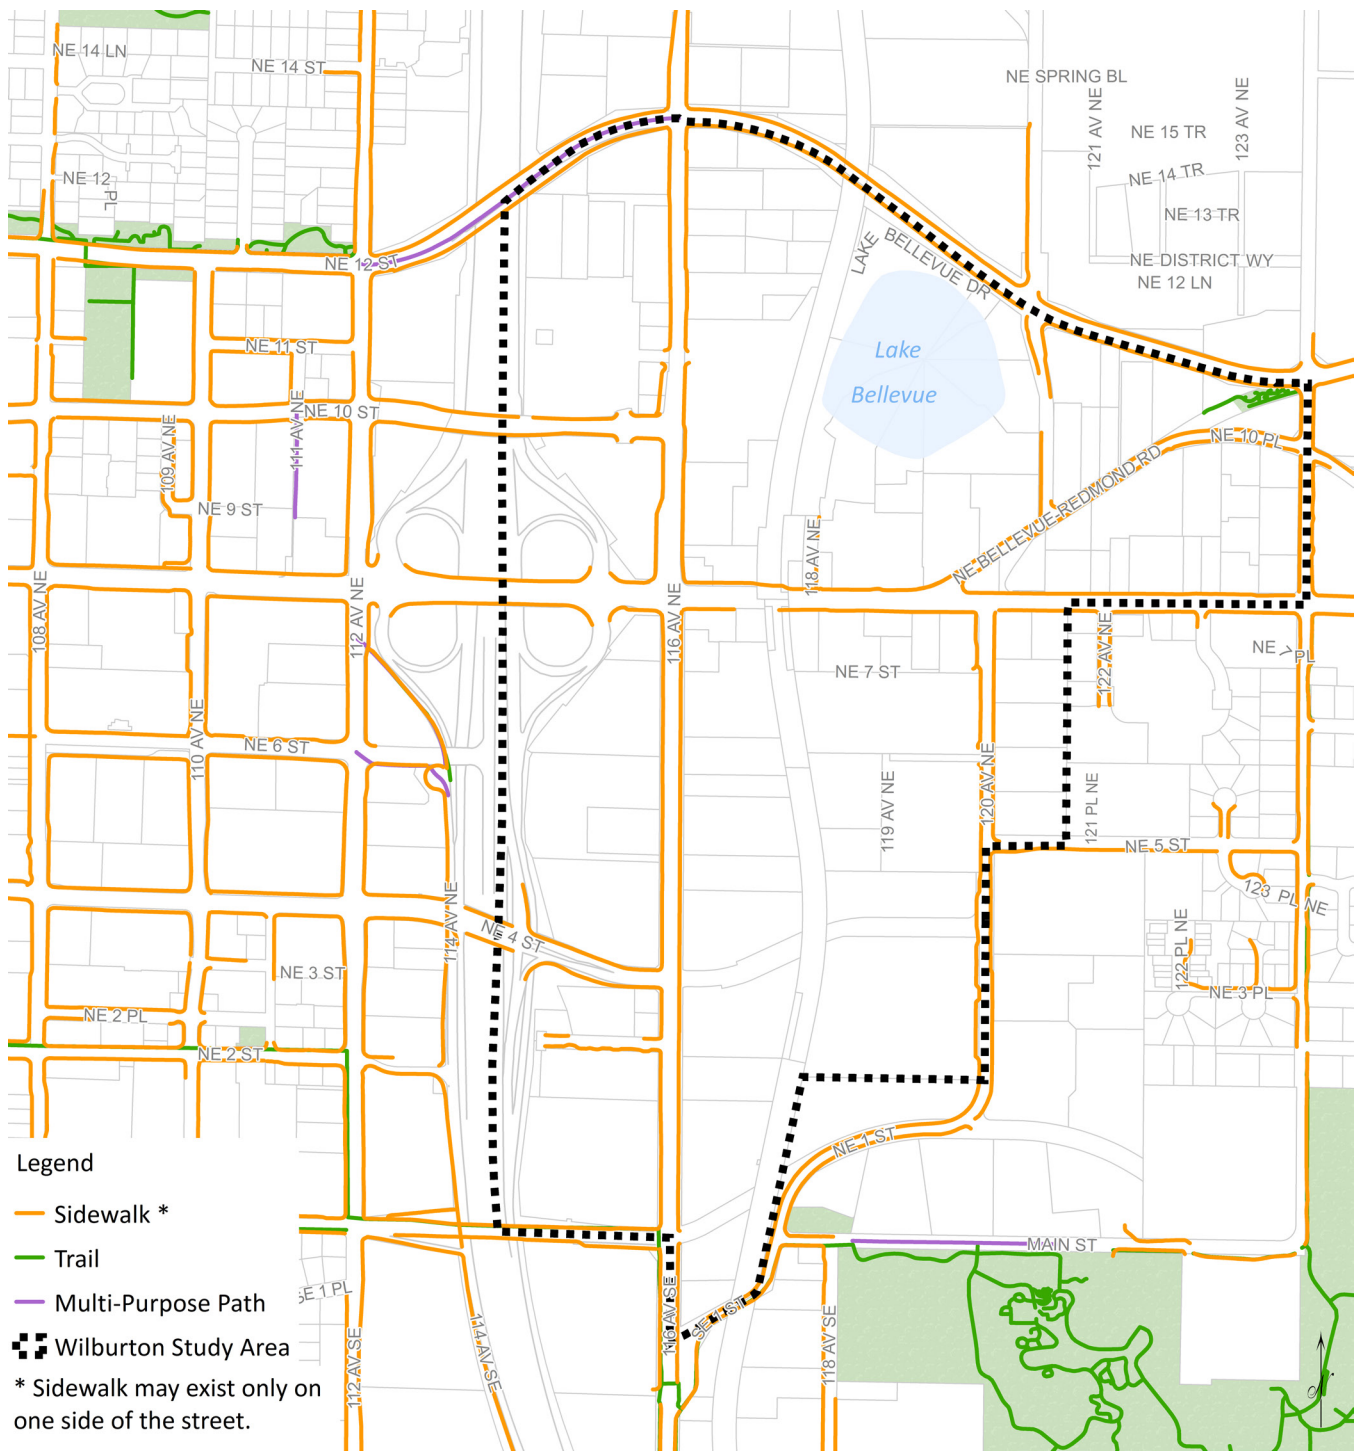 NE 14 LN
NE 14 ST
NE SPRING BL
121 AV NE
123 AV NE
NE 15 TR
NE 14 TR
NE 12
PL
NE 13 TR
NE 12 ST
LAKE
BELLEVUE DR
NE DISTRICT WY
NE 12 LN
NE 11 ST
Lake
Bellevue
NE 10 ST
111 AV NE
109 AV NE
NE 10 PL
NE 9 ST
NE BELLEVUE-REDMOND RD
118 AV NE
108 AV NE
112 AV NE
116 AV NE
122 AV NE
NE 7 ST
NE 7 PL
110 AV NE
NE 6 ST
120 AV NE
119 AV NE
121 PL NE
NE 5 ST
123 PL NE
114 AV NE
NE 4 ST
122 PL NE
NE 3 ST
NE 3 PL
NE 2 PL
NE 2 ST
NE 1 ST
MAIN ST
SE 1 PL
116 AV SE
SE 1 ST
112 AV SE
114 AV SE
118 AV SE
Legend
Sidewalk *
Trail
Multi-Purpose Path
Wilburton Study Area
* Sidewalk may exist only on
one side of the street.